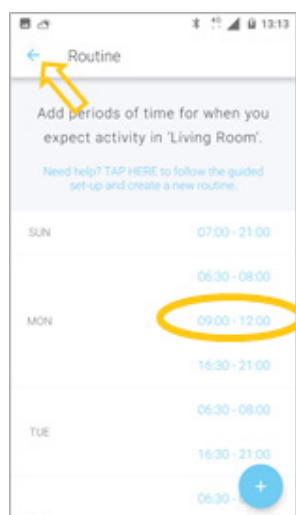 13:13
Routine
Add periods of time for when you
expect activity in 'Living Room'.
Need help? TAP HERE to follow the guided
set-up and create a new routine.
SUN 07:00 - 21:00
06:30 - 08:00
MON 09:00 - 12:00
16:30 - 21:00
06:30 - 08:00
TUE
16:30 - 21:00
06:30 -
+